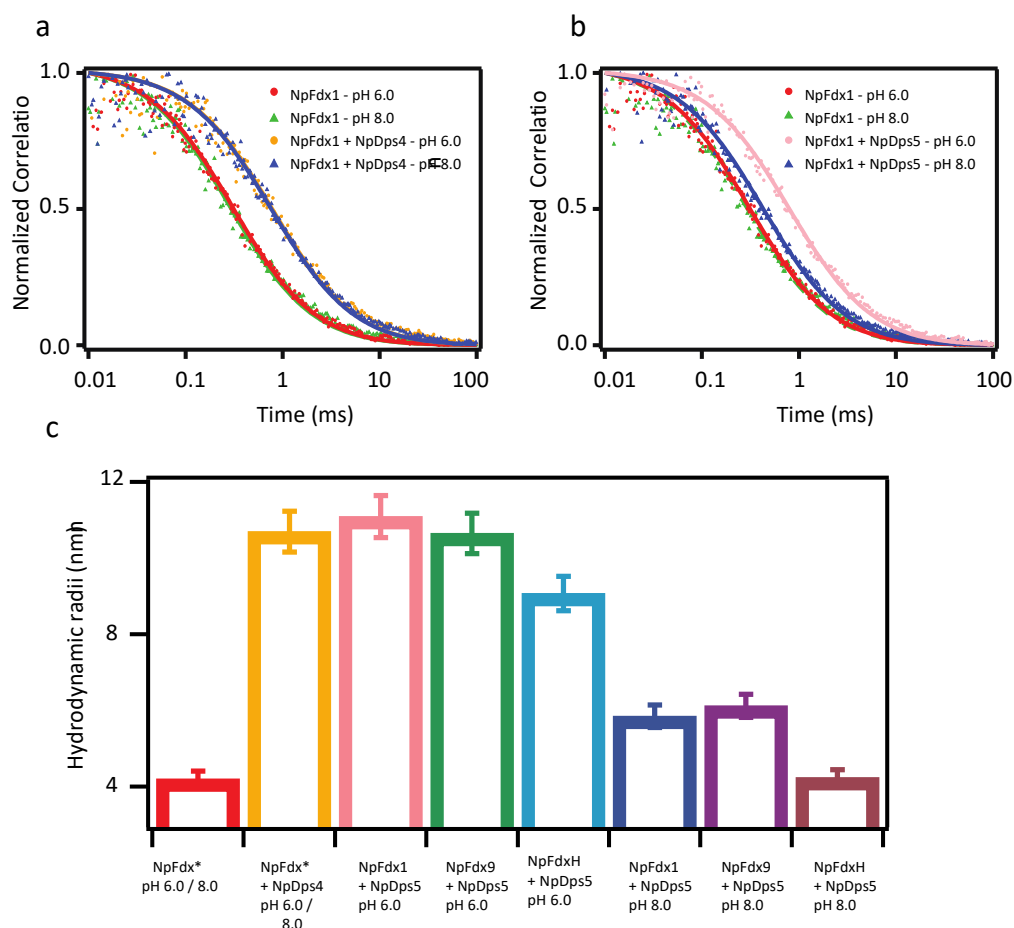 a
1.0
0.5
0.0
Normalized Correlatio
n
NpFdx1 - pH 6.0
NpFdx1 - pH 8.0
NpFdx1 + NpDps4 - pH 6.0
NpFdx1 + NpDps4 - pH 8.0
0.01
0.1
1
10
100
Time (ms)
b
1.0
0.5
0.0
Normalized Correlatio
NpFdx1 - pH 6.0
NpFdx1 - pH 8.0
NpFdx1 + NpDps5 - pH 6.0
NpFdx1 + NpDps5 - pH 8.0
0.01
0.1
1
10
100
Time (ms)
c
12
8
4
Hydrodynamic radii (nm)
NpFdx*
pH 6.0 / 8.0
NpFdx*
+ NpDps4
pH 6.0 /
8.0
NpFdx1
+ NpDps5
pH 6.0
NpFdx9
+ NpDps5
pH 6.0
NpFdxH
+ NpDps5
pH 6.0
NpFdx1
+ NpDps5
pH 8.0
NpFdx9
+ NpDps5
pH 8.0
NpFdxH
+ NpDps5
pH 8.0